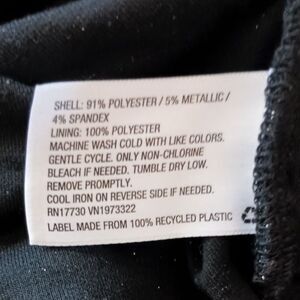 SHELL: 91% POLYESTER / 5% METALLIC /
4% SPANDEX
LINING: 100% POLYESTER
MACHINE WASH COLD WITH LIKE COLORS.
GENTLE CYCLE. ONLY NON-CHLORINE
BLEACH IF NEEDED. TUMBLE DRY LOW.
REMOVE PROMPTLY.
COOL IRON ON REVERSE SIDE IF NEEDED.
RN17730 VN1973322
LABEL MADE FROM 100% RECYCLED PLASTIC